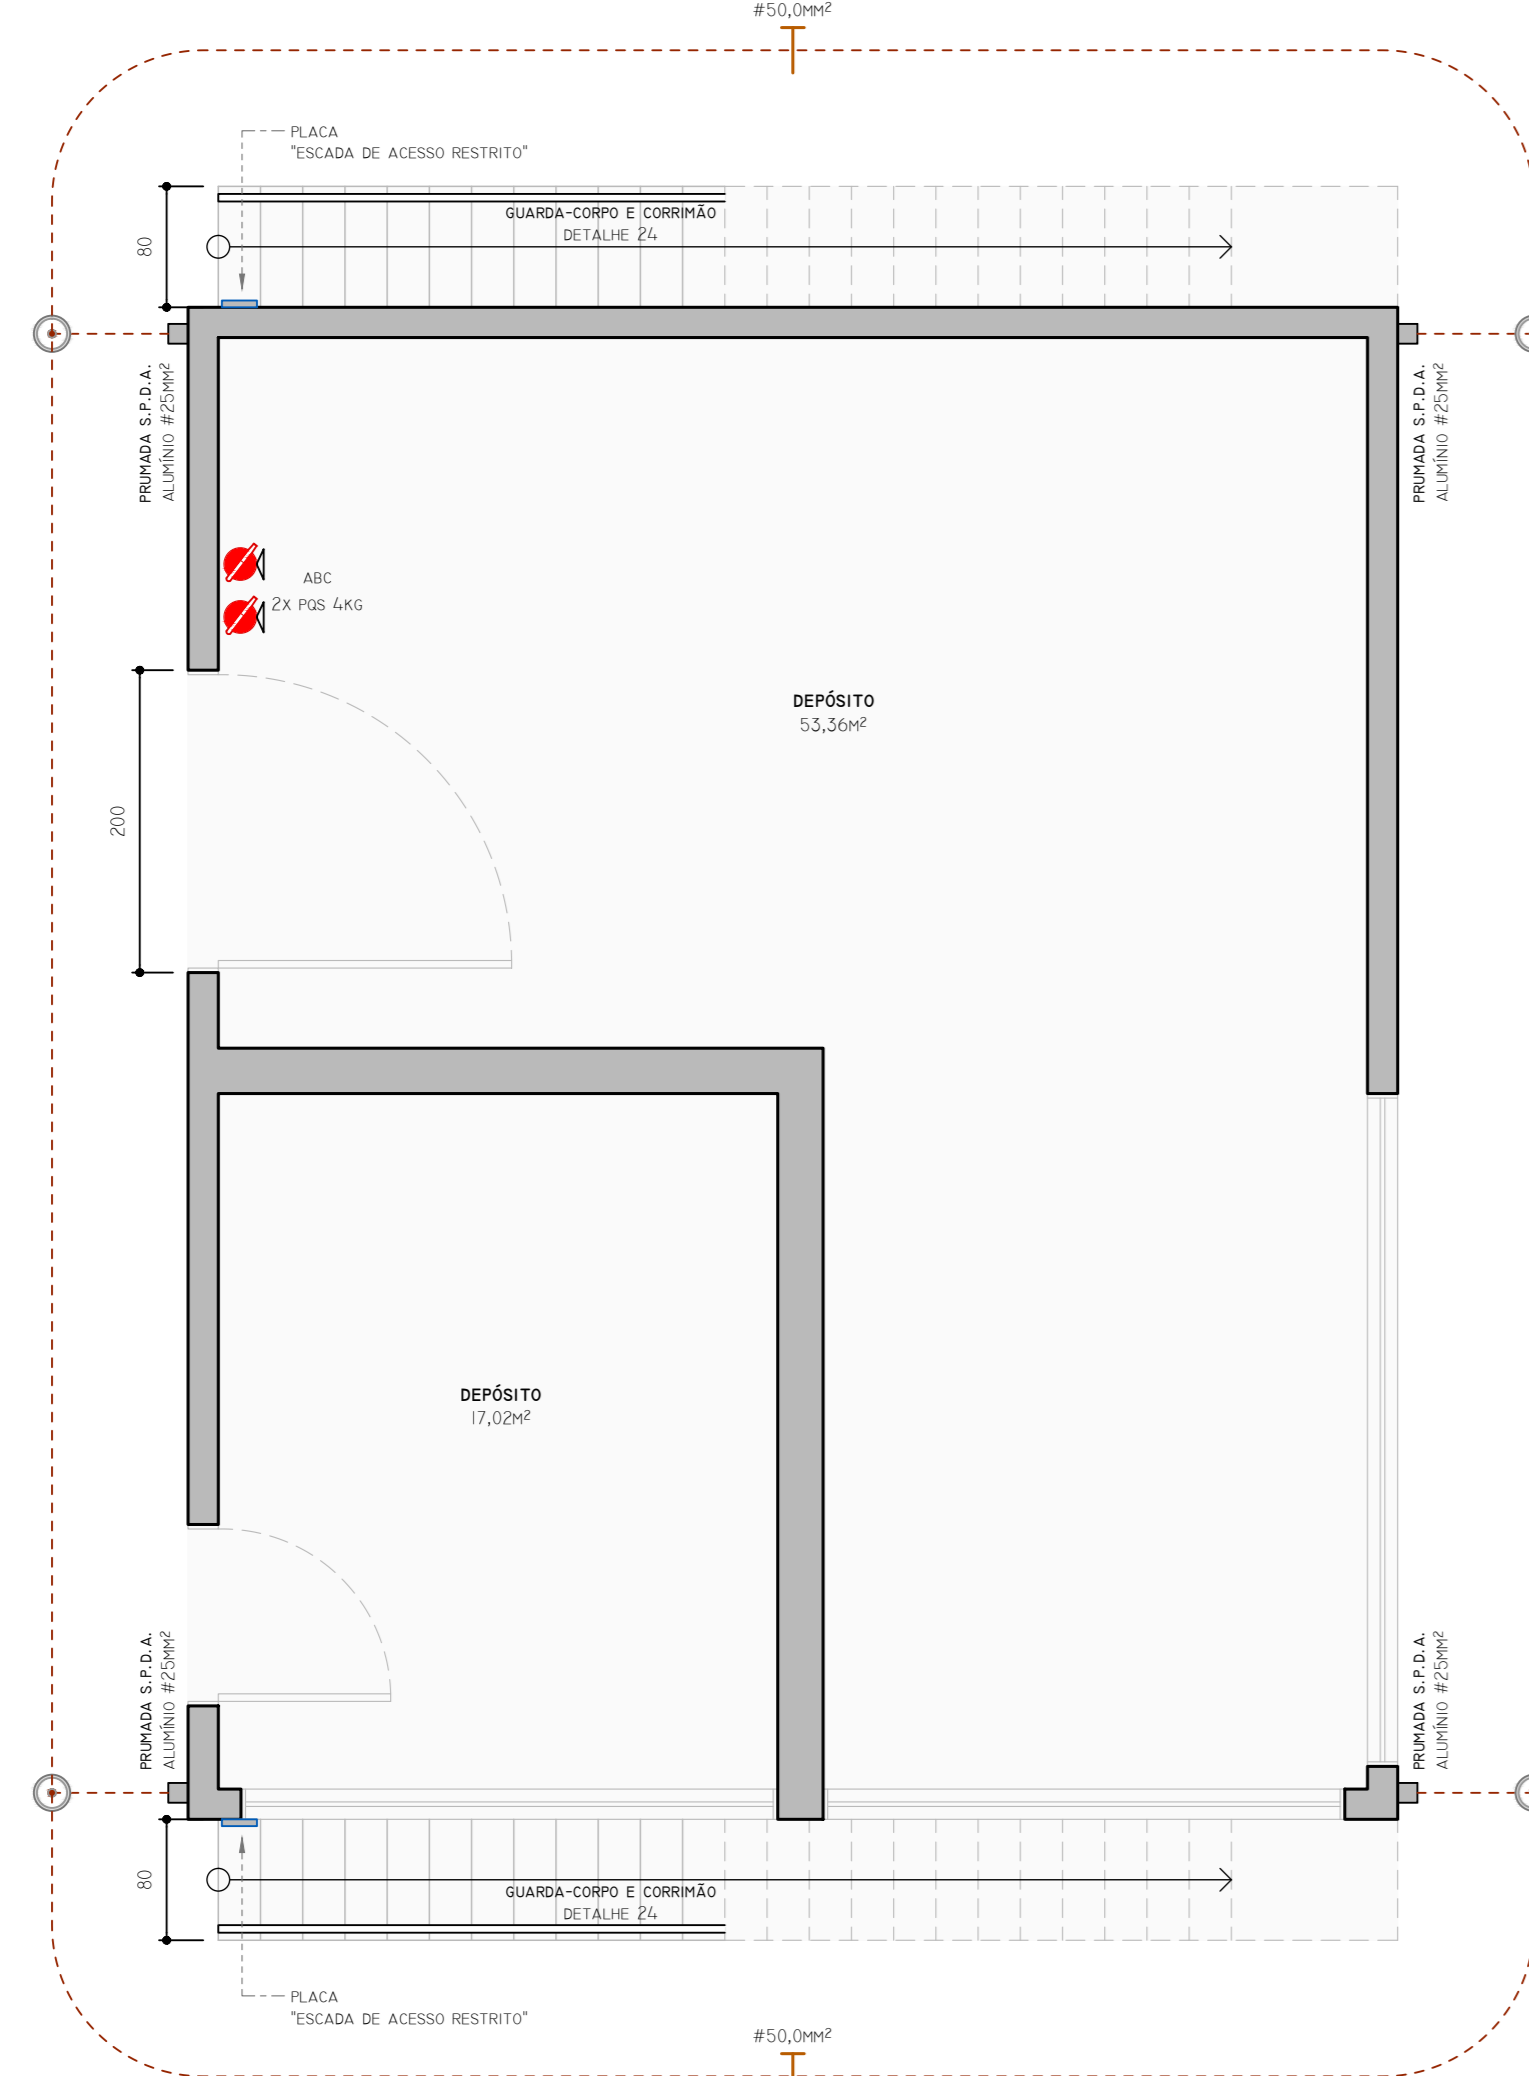 #50,0MM²
PLACA
"ESCADA DE ACESSO RESTRITO"
80
GUARDA-CORPO E CORRIMÃO
DETALHE 24
PRUMADA S.P.D.A.
ALUMÍNIO #25MM²
PRUMADA S.P.D.A.
ALUMÍNIO #25MM²
ABC
2X PQS 4KG
DEPÓSITO
53,36M²
200
DEPÓSITO
17,02M²
PRUMADA S.P.D.A.
ALUMÍNIO #25MM²
PRUMADA S.P.D.A.
ALUMÍNIO #25MM²
80
GUARDA-CORPO E CORRIMÃO
DETALHE 24
PLACA
"ESCADA DE ACESSO RESTRITO"
#50,0MM²